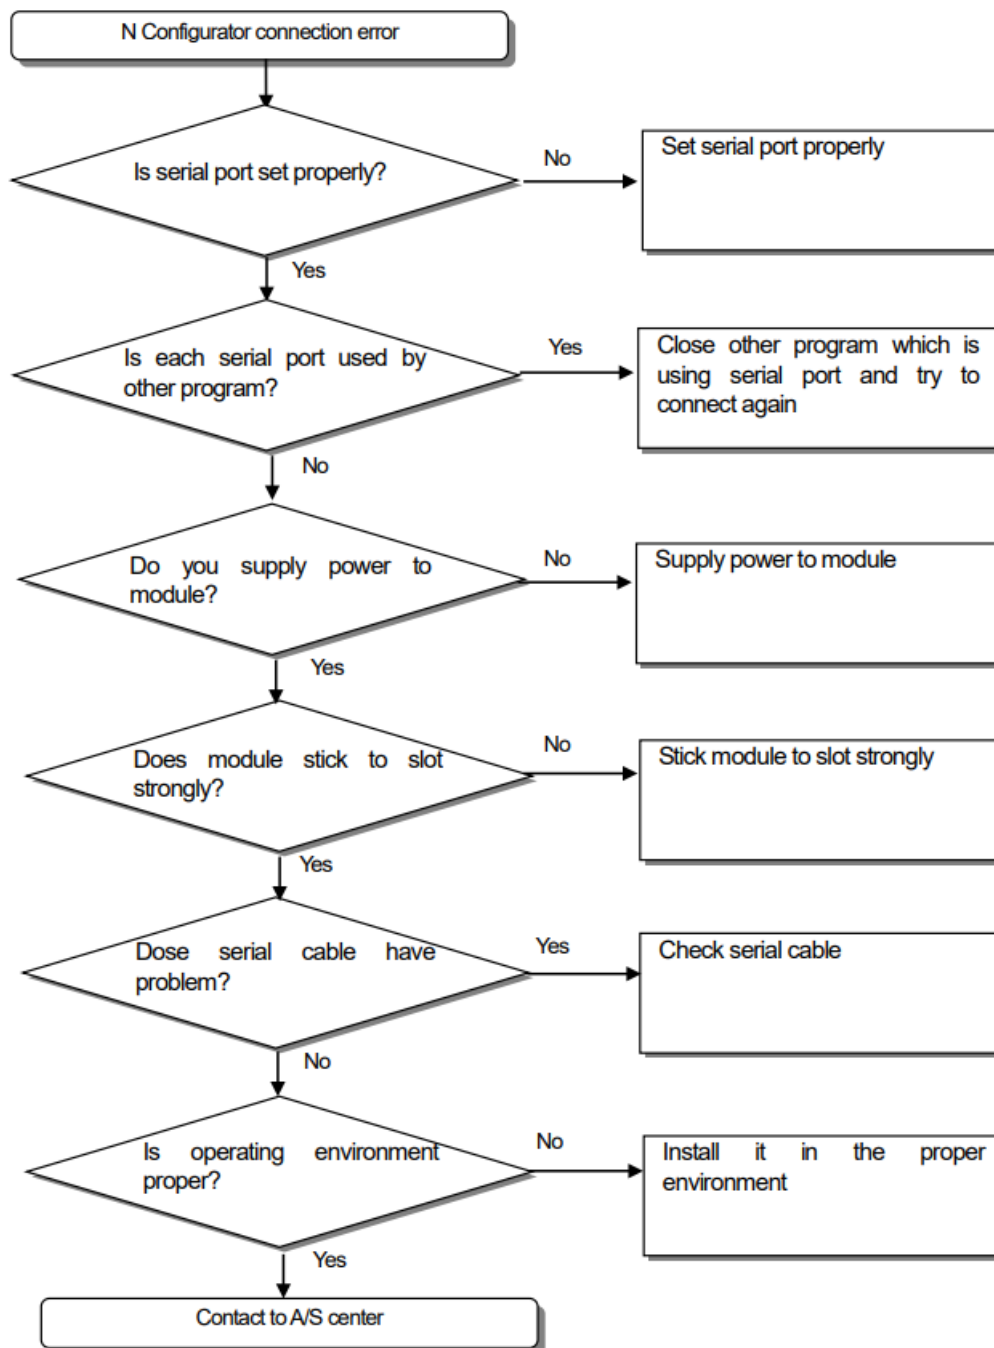 N Configurator connection error
Is serial port set properly?
No
Set serial port properly
Yes
Is each serial port used by
other program?
Yes
Close other program which is
using serial port and try to
connect again
No
Do you supply power to
module?
No
Supply power to module
Yes
Does module stick to slot
strongly?
No
Stick module to slot strongly
Yes
Dose serial cable have
problem?
Yes
Check serial cable
No
Is operating environment
proper?
No
Install it in the proper
environment
Yes
Contact to A/S center